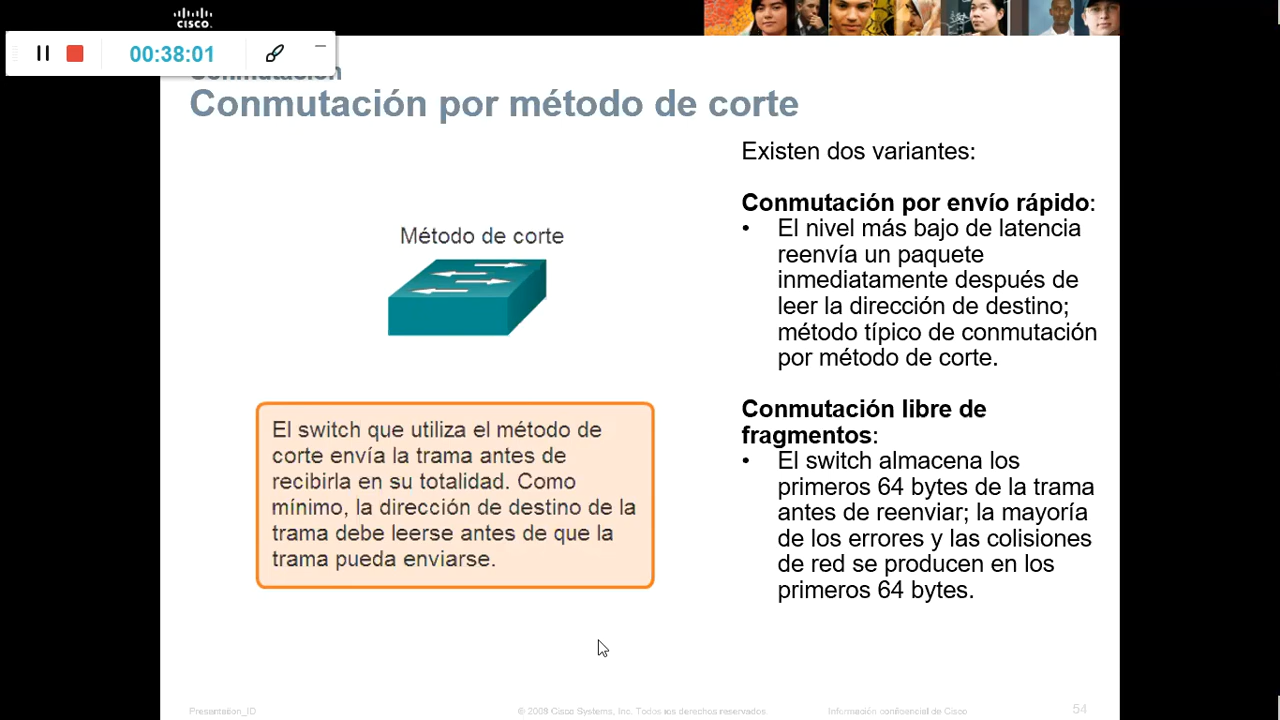 CISCO.
00:38:01
Conmutación
Conmutación por método de corte
Método de corte
El switch que utiliza el método de
corte envía la trama antes de
recibirla en su totalidad. Como
mínimo, la dirección de destino de la
trama debe leerse antes de que la
trama pueda enviarse.
Existen dos variantes:
Conmutación por envío rápido:
• El nivel más bajo de latencia
reenvía un paquete
inmediatamente después de
leer la dirección de destino;
método típico de conmutación
por método de corte.
Conmutación libre de
fragmentos:
• El switch almacena los
primeros 64 bytes de la trama
antes de reenviar; la mayoría
de los errores y las colisiones
de red se producen en los
primeros 64 bytes.
Presentation_ID
© 2008 Cisco Systems, Inc. Todos los derechos reservados.
Información confidencial de Cisco
54